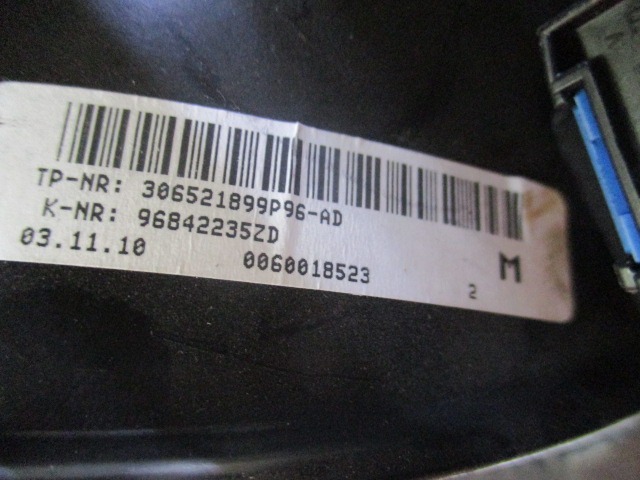 TP-NR: 306521899P96-AD
K-NR: 96842235ZD
03.11.10 0060018523 M
2